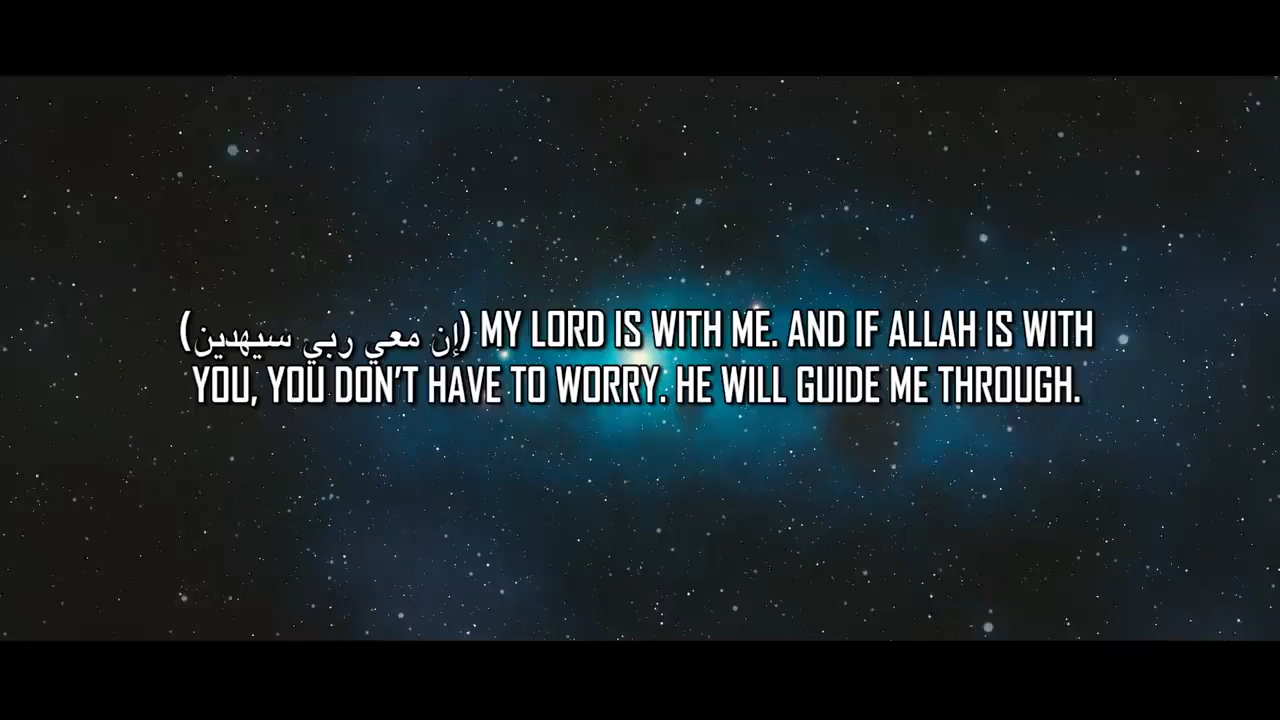 (إن معي ربي سيهدين) MY LORD IS WITH ME. AND IF ALLAH IS WITH
YOU, YOU DON'T HAVE TO WORRY. HE WILL GUIDE ME THROUGH.